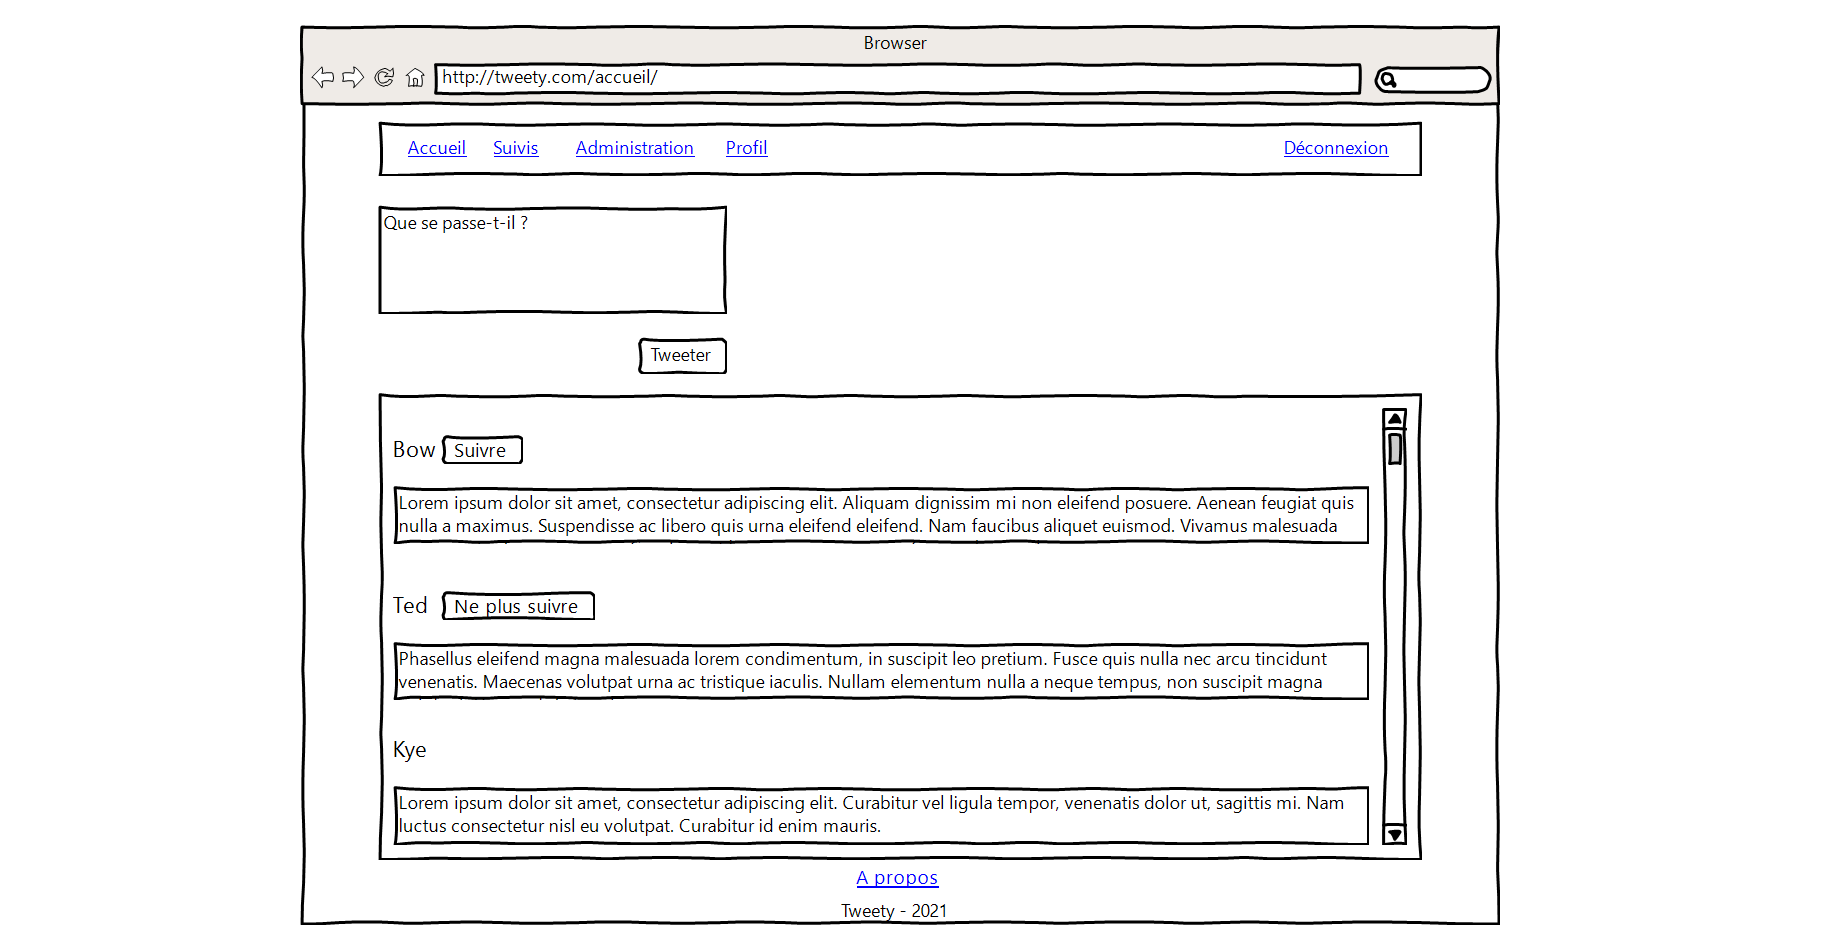 Browser
http://tweety.com/accueil/
Accueil Suivis Administration Profil Déconnexion
Que se passe-t-il ?
Tweeter
Bow Suivre
Lorem ipsum dolor sit amet, consectetur adipiscing elit. Aliquam dignissim mi non eleifend posuere. Aenean feugiat quis
nulla a maximus. Suspendisse ac libero quis urna eleifend eleifend. Nam faucibus aliquet euismod. Vivamus malesuada
Ted Ne plus suivre
Phasellus eleifend magna malesuada lorem condimentum, in suscipit leo pretium. Fusce quis nulla nec arcu tincidunt
venenatis. Maecenas volutpat urna ac tristique iaculis. Nullam elementum nulla a neque tempus, non suscipit magna
Kye
Lorem ipsum dolor sit amet, consectetur adipiscing elit. Curabitur vel ligula tempor, venenatis dolor ut, sagittis mi. Nam
luctus consectetur nisl eu volutpat. Curabitur id enim mauris.
A propos
Tweety - 2021